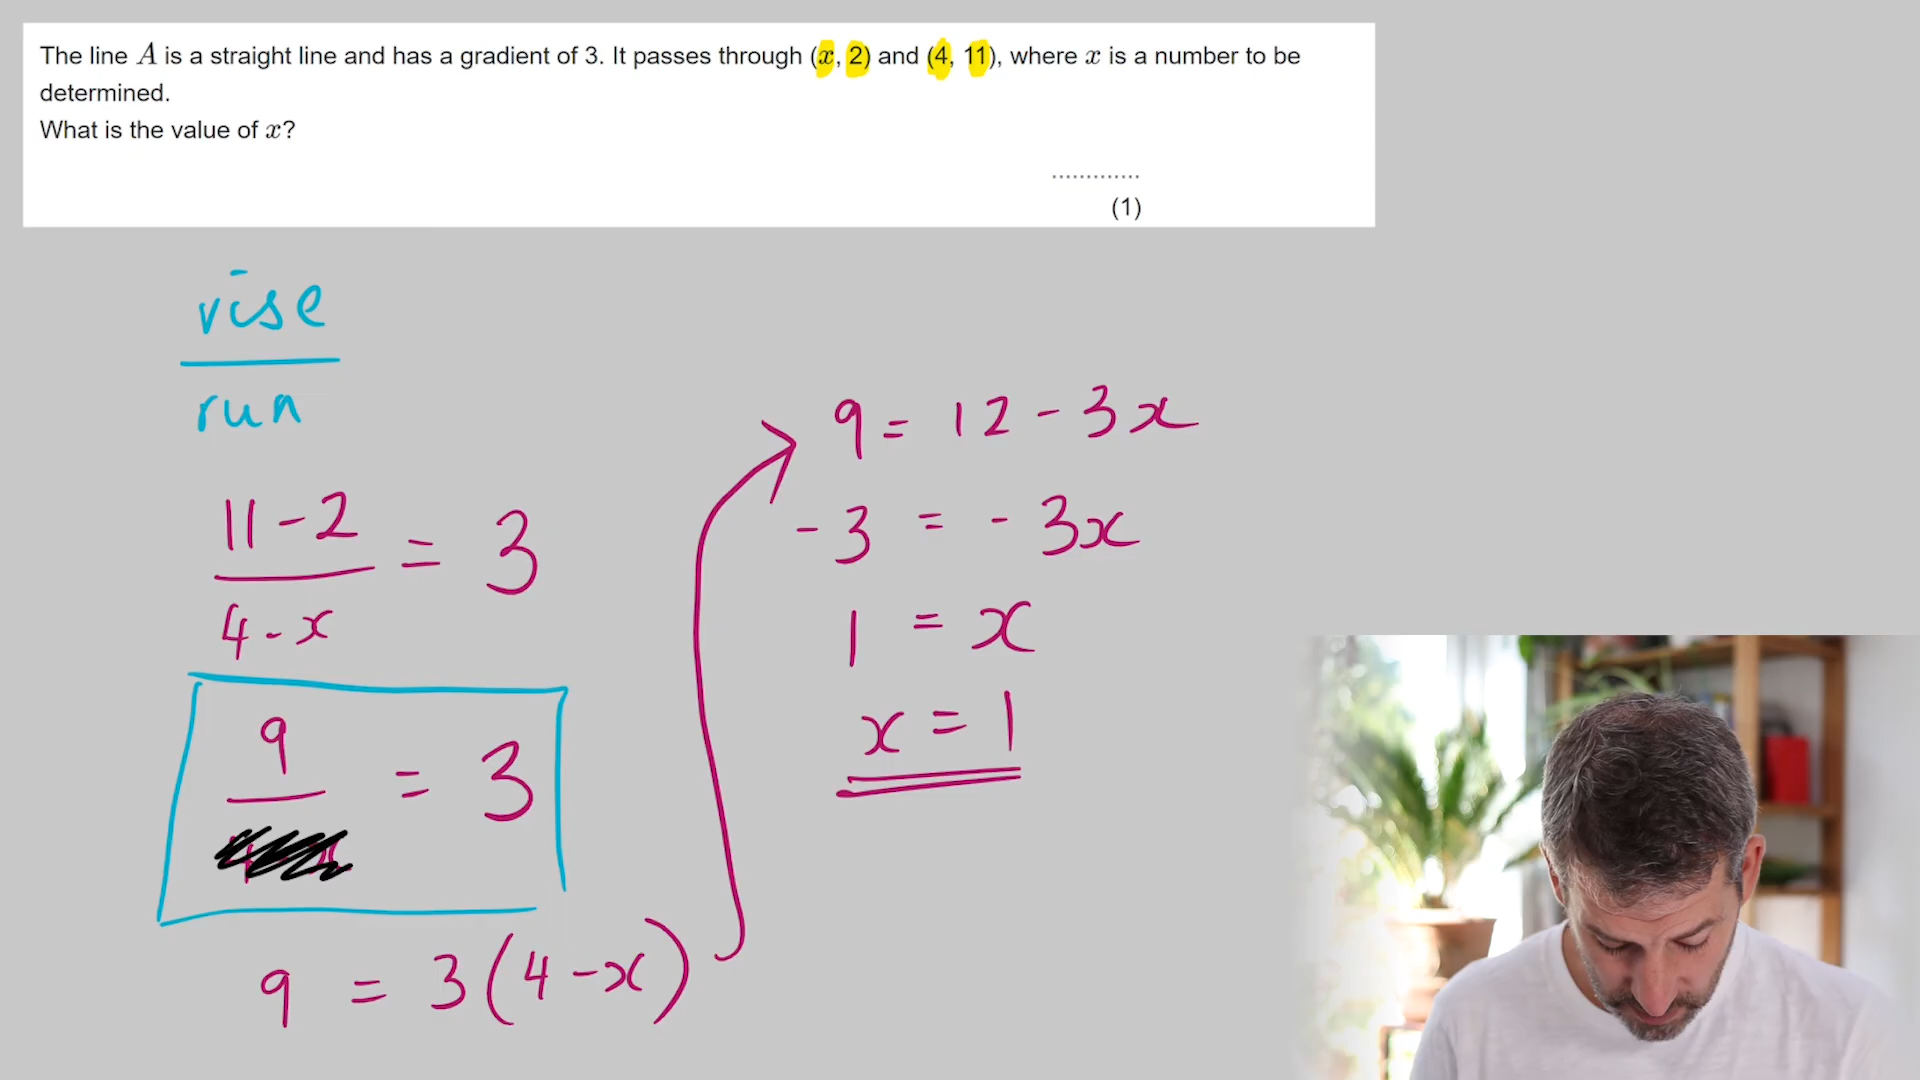 The line A is a straight line and has a gradient of 3. It passes through (x, 2) and (4, 11), where x is a number to be
determined.
What is the value of x?
.............
(1)
rise
run
11-2
= 3
4-x
9
= 3
9 = 3(4-x)
9 = 12-3x
-3 = -3x
1 = x
x = 1